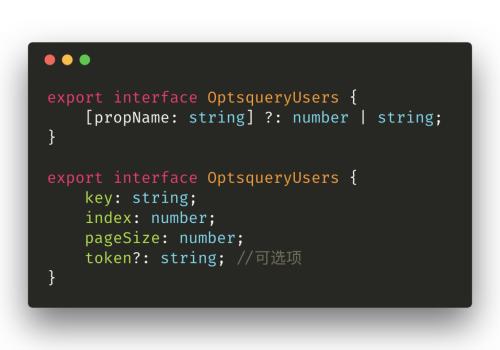 export interface OptsqueryUsers {
[propName: string] ?: number | string;
}
export interface OptsqueryUsers {
key: string;
index: number;
pageSize: number;
token?: string; //可选项
}